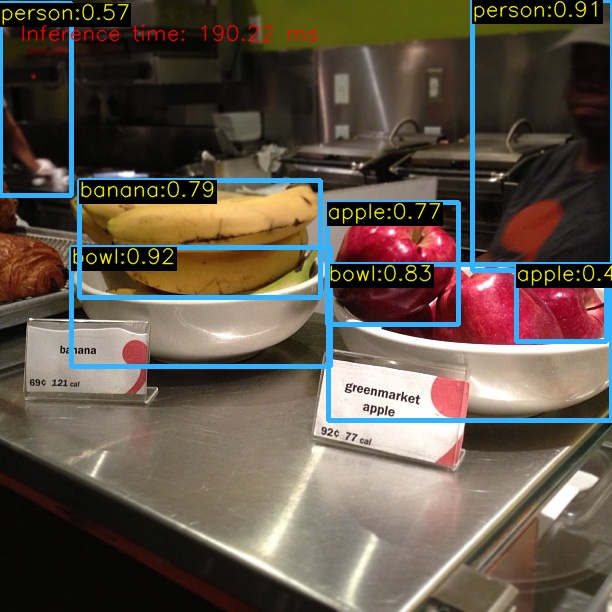 person:0.57
person:0.91
Inference time: 190.22 ms
banana:0.79
apple:0.77
bowl:0.92
bowl:0.83
apple:0.4
banana
69¢ 121 cal
greenmarket
apple
92¢ 77 cal